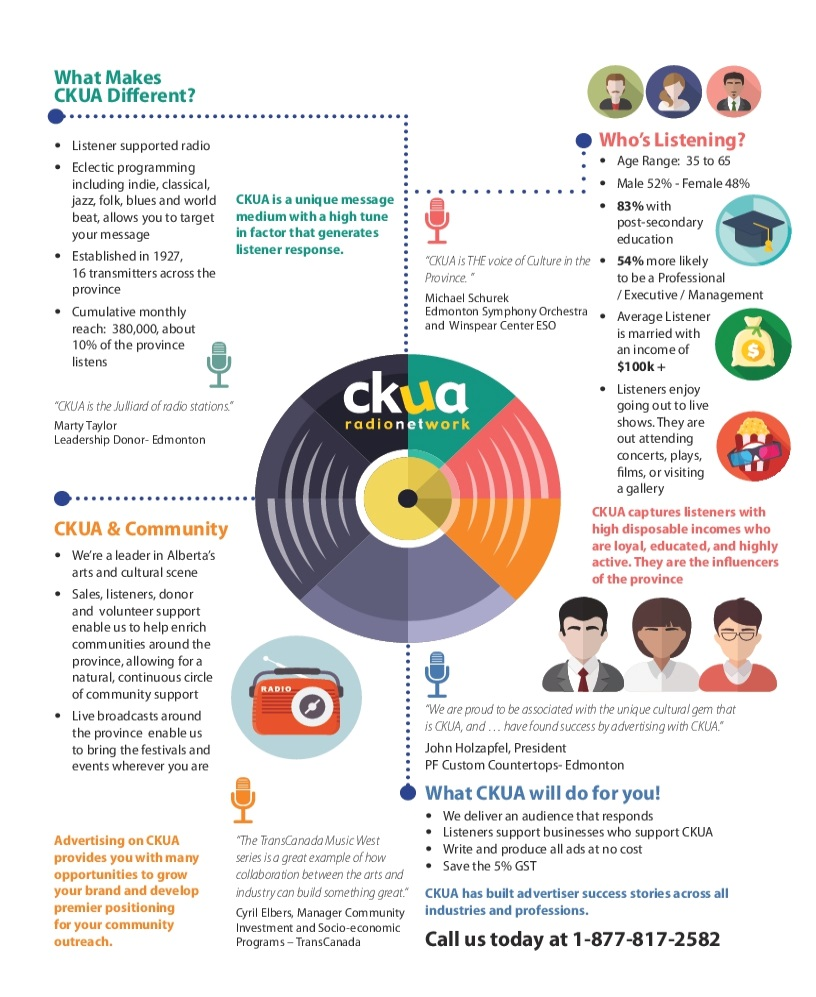 What Makes
CKUA Different?
• Listener supported radio
• Eclectic programming
including indie, classical,
jazz, folk, blues and world
beat, allows you to target
your message
• Established in 1927,
16 transmitters across the
province
• Cumulative monthly
reach: 380,000, about
10% of the province
listens
CKUA is a unique message
medium with a high tune
in factor that generates
listener response.
"CKUA is the Julliard of radio stations."
Marty Taylor
Leadership Donor- Edmonton
"CKUA is THE voice of Culture in the
Province. "
Michael Schurek
Edmonton Symphony Orchestra
and Winspear Center ESO
Who's Listening?
• Age Range: 35 to 65
• Male 52% - Female 48%
• 83% with
post-secondary
education
• 54% more likely
to be a Professional
/ Executive / Management
• Average Listener
is married with
an income of
$100k +
• Listeners enjoy
going out to live
shows. They are
out attending
concerts, plays,
films, or visiting
a gallery
CKUA captures listeners with
high disposable incomes who
are loyal, educated, and highly
active. They are the influencers
of the province
$
ckua
radionetwork
CKUA & Community
• We're a leader in Alberta's
arts and cultural scene
• Sales, listeners, donor
and volunteer support
enable us to help enrich
communities around the
province, allowing for a
natural, continuous circle
of community support
• Live broadcasts around
the province enable us
to bring the festivals and
events wherever you are
RADIO
Advertising on CKUA
provides you with many
opportunities to grow
your brand and develop
premier positioning
for your community
outreach.
"The TransCanada Music West
series is a great example of how
collaboration between the arts and
industry can build something great."
Cyril Elbers, Manager Community
Investment and Socio-economic
Programs – TransCanada
"We are proud to be associated with the unique cultural gem that
is CKUA, and … have found success by advertising with CKUA."
John Holzapfel, President
PF Custom Countertops- Edmonton
What CKUA will do for you!
• We deliver an audience that responds
• Listeners support businesses who support CKUA
• Write and produce all ads at no cost
• Save the 5% GST
CKUA has built advertiser success stories across all
industries and professions.
Call us today at 1-877-817-2582